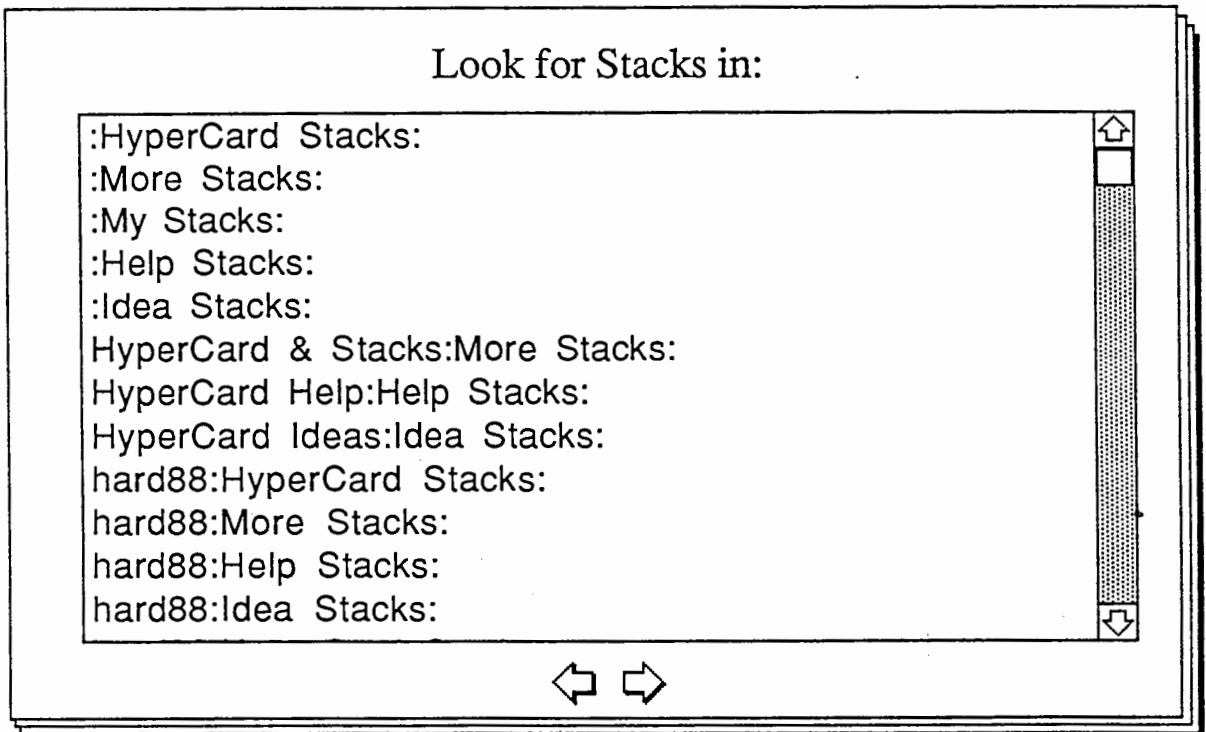 Look for Stacks in:
:HyperCard Stacks:
:More Stacks:
:My Stacks:
:Help Stacks:
:Idea Stacks:
HyperCard & Stacks:More Stacks:
HyperCard Help:Help Stacks:
HyperCard Ideas:Idea Stacks:
hard88:HyperCard Stacks:
hard88:More Stacks:
hard88:Help Stacks:
hard88:Idea Stacks: